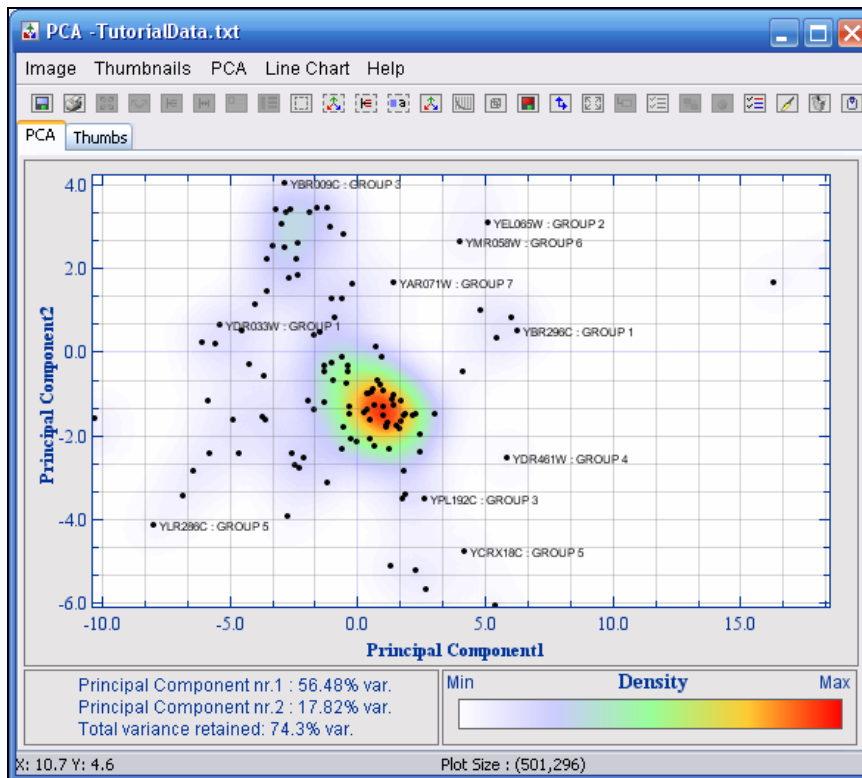 PCA -TutorialData.txt
Image Thumbnails PCA Line Chart Help
PCA Thumbs
4.0
2.0
0.0
-2.0
-4.0
-6.0
Principal Component2
YBR009C : GROUP 3
YEL065W : GROUP 2
YMR058W : GROUP 6
YAR071W : GROUP 7
YDR033W : GROUP 1
YBR296C : GROUP 1
YDR461W : GROUP 4
YPL192C : GROUP 3
YLR286C : GROUP 5
YCRX18C : GROUP 5
-10.0 -5.0 0.0 5.0 10.0 15.0
Principal Component1
Principal Component nr.1 : 56.48% var.
Principal Component nr.2 : 17.82% var.
Total variance retained: 74.3% var.
Min Density Max
X: 10.7 Y: 4.6 Plot Size : (501,296)